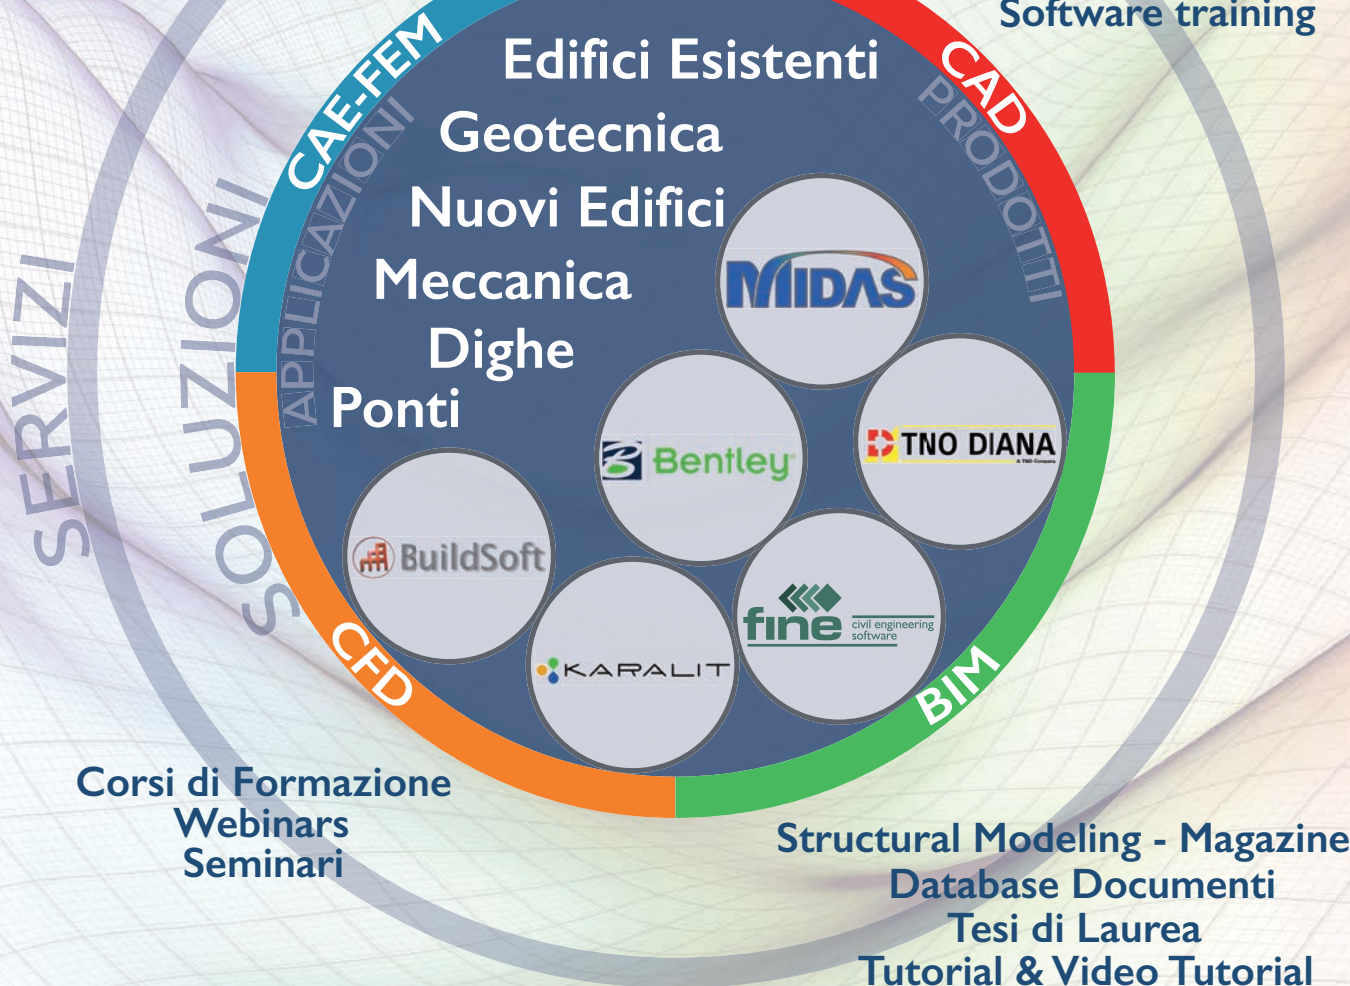 Software training
CAE-FEM
CAD
APPLICAZIONI
PRODOTTI
SERVIZI
SOLUZIONI
Edifici Esistenti
Geotecnica
Nuovi Edifici
Meccanica
Dighe
Ponti
MIDAS
Bentley
TNO DIANA
A TNO Company
BuildSoft
fine
civil engineering
software
KARALIT
CFD
BIM
Corsi di Formazione
Webinars
Seminari
Structural Modeling - Magazine
Database Documenti
Tesi di Laurea
Tutorial & Video Tutorial